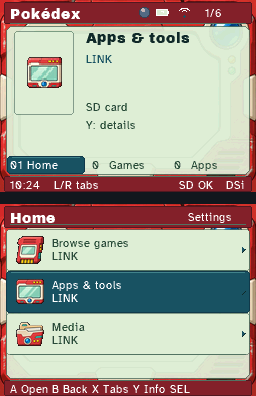 Pokédex 1/6
Apps & tools
LINK
SD card
Y: details
01 Home 0 Games 0 Apps
10:24 L/R tabs SD OK DSi
Home Settings
Browse games
LINK
Apps & tools
LINK
Media
LINK
A Open B Back X Tabs Y Info SEL